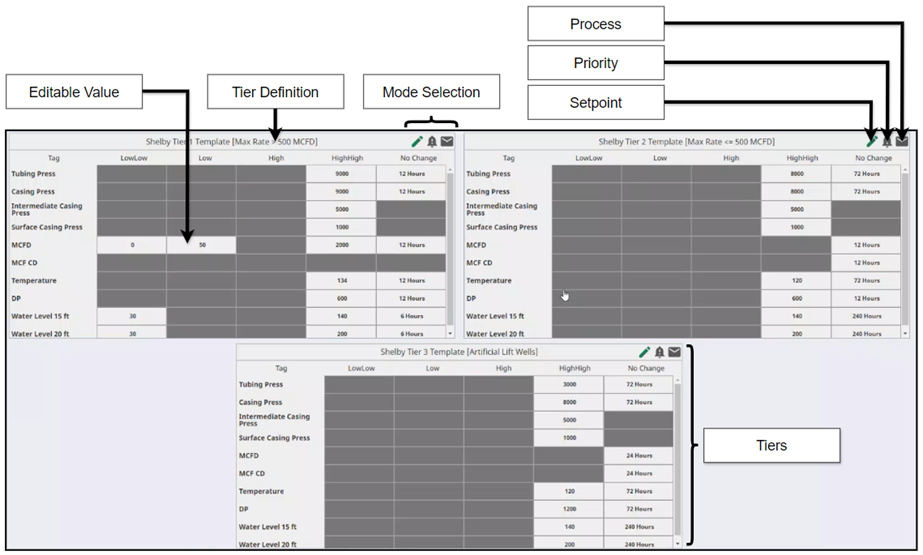 Process
Priority
Setpoint
Editable Value
Tier Definition
Mode Selection
Shelby Tier 1 Template [Max Rate > 500 MCFD]
Tag LowLow Low High HighHigh No Change
Tubing Press 9000 12 Hours
Casing Press 9000 12 Hours
Intermediate Casing
Press 5000
Surface Casing Press 1000
MCFD 0 50 2000 12 Hours
MCF CD
Temperature 134 12 Hours
DP 600 12 Hours
Water Level 15 ft 30 140 6 Hours
Water Level 20 ft 30 200 6 Hours
Shelby Tier 2 Template [Max Rate <= 500 MCFD]
Tag LowLow Low High HighHigh No Change
Tubing Press 8000 72 Hours
Casing Press 8000 72 Hours
Intermediate Casing
Press 5000
Surface Casing Press 1000
MCFD 12 Hours
MCF CD 12 Hours
Temperature 120 72 Hours
DP 600 12 Hours
Water Level 15 ft 140 240 Hours
Water Level 20 ft 200 240 Hours
Shelby Tier 3 Template [Artificial Lift Wells]
Tag LowLow Low High HighHigh No Change
Tubing Press 3000 72 Hours
Casing Press 8000 72 Hours
Intermediate Casing
Press 5000
Surface Casing Press 1000
MCFD 24 Hours
MCF CD 24 Hours
Temperature 120 72 Hours
DP 1200 72 Hours
Water Level 15 ft 140 240 Hours
Water Level 20 ft 200 240 Hours
Tiers